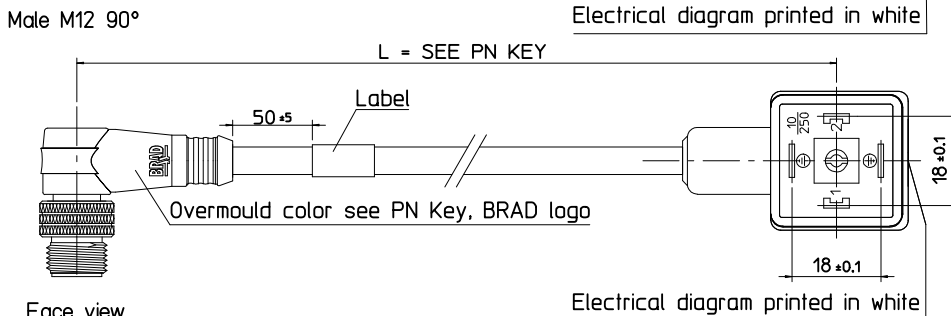 Male M12 90°
Electrical diagram printed in white
L = SEE PN KEY
50 ±5
Label
BRAD
10
250
2
1
18 ±0.1
Overmould color see PN Key, BRAD logo
18 ±0.1
Electrical diagram printed in white
Face view